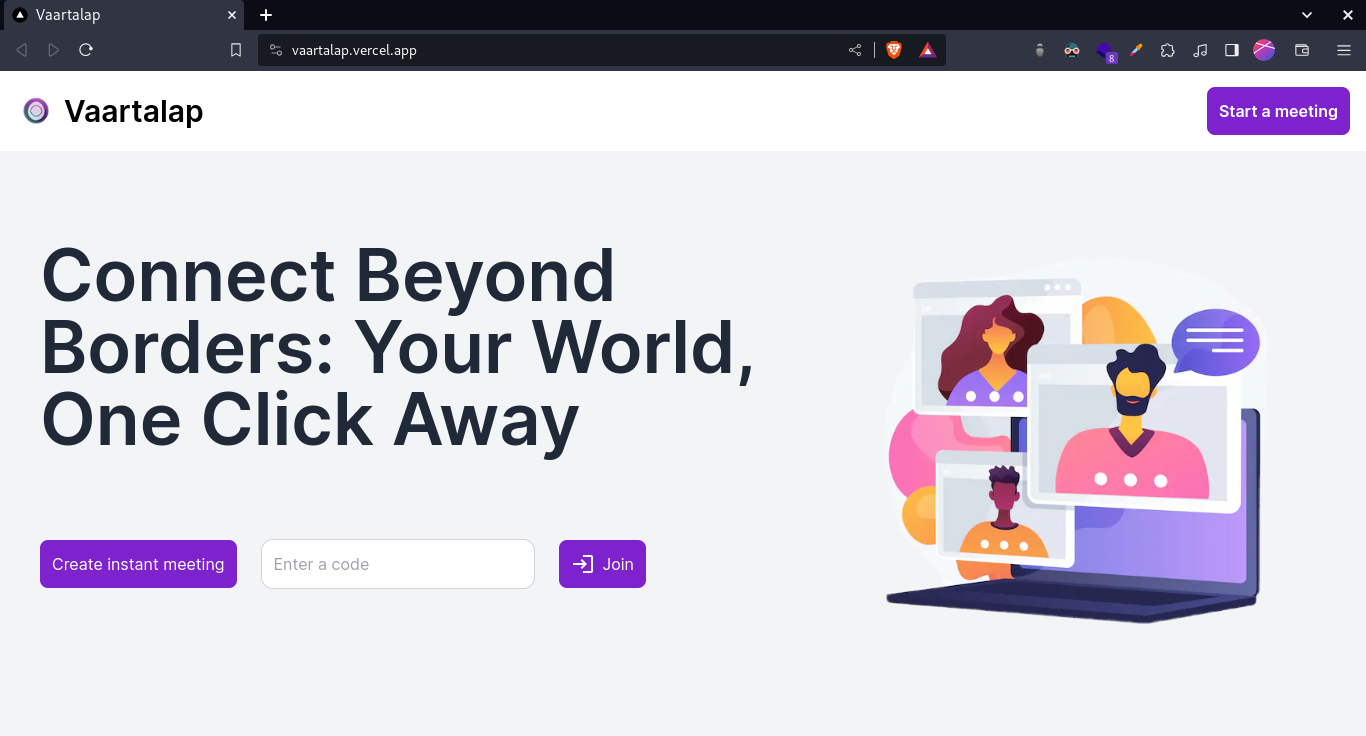 Vaartalap
vaartalap.vercel.app
8
Vaartalap
Start a meeting
Connect Beyond
Borders: Your World,
One Click Away
Create instant meeting
Enter a code
Join